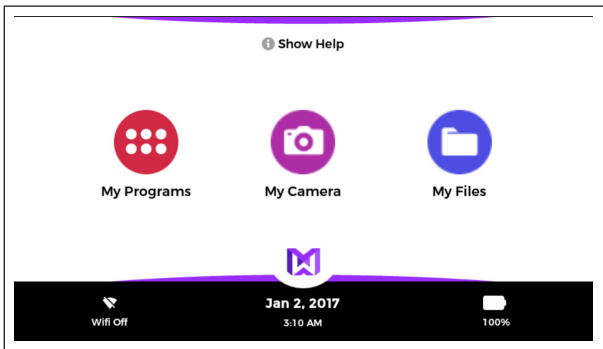 Show Help
My Programs
My Camera
My Files
Jan 2, 2017
Wifi Off
3:10 AM
100%